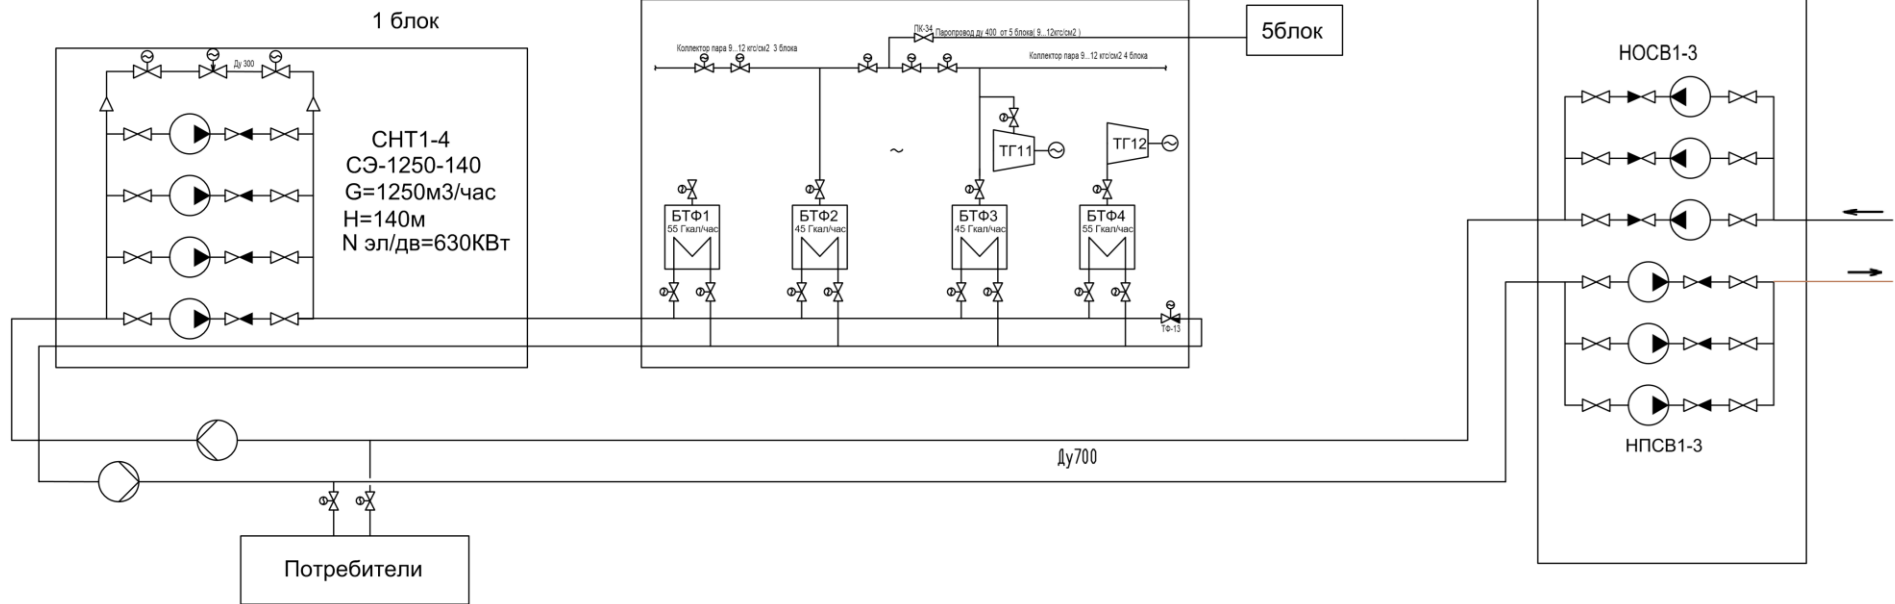 1 блок
Ду 300
СНТ1-4
СЭ-1250-140
G=1250м3/час
Н=140м
N эл/дв=630КВт
ПК-34
Паропровод ду 400 от 5 блока( 9...12кгс/см2 )
5блок
Коллектор пара 9...12 кгс/см2 3 блока
Коллектор пара 9...12 кгс/см2 4 блока
ТГ11
ТГ12
~
БТФ1
55 Гкал/час
БТФ2
45 Гкал/час
БТФ3
45 Гкал/час
БТФ4
55 Гкал/час
ТФ-13
НОСВ1-3
НПСВ1-3
Ду700
Потребители